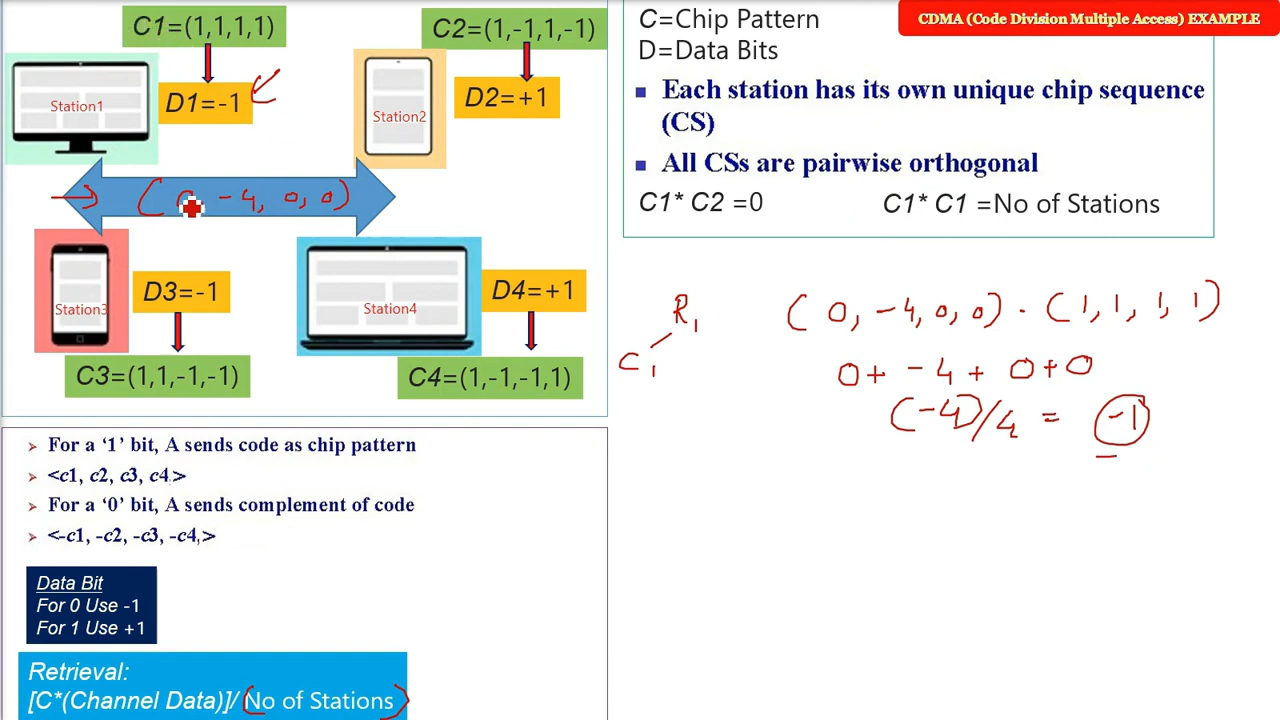 C1=(1,1,1,1)
Station1
D1=-1
C2=(1,-1,1,-1)
Station2
D2=+1
( , -4, 0, 0)
Station3
D3=-1
C3=(1,1,-1,-1)
Station4
D4=+1
C4=(1,-1,-1,1)
For a ‘1’ bit, A sends code as chip pattern
<c1, c2, c3, c4>
For a ‘0’ bit, A sends complement of code
<-c1, -c2, -c3, -c4,>
Data Bit
For 0 Use -1
For 1 Use +1
Retrieval:
[C*(Channel Data)]/ No of Stations
CDMA (Code Division Multiple Access) EXAMPLE
C=Chip Pattern
D=Data Bits
Each station has its own unique chip sequence
(CS)
All CSs are pairwise orthogonal
C1* C2 =0 C1* C1 =No of Stations
R1
C1
(0, -4, 0, 0) . (1, 1, 1, 1)
0 + -4 + 0 + 0
(-4)/4 = -1